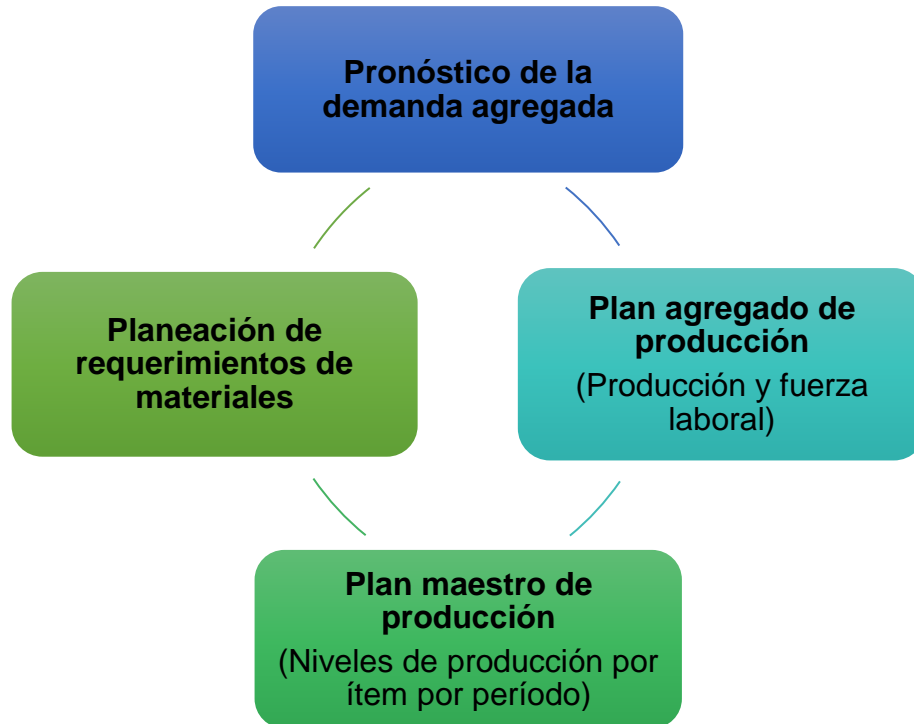 Pronóstico de la
demanda agregada
Plan agregado de
producción
(Producción y fuerza
laboral)
Plan maestro de
producción
(Niveles de producción por
ítem por período)
Planeación de
requerimientos de
materiales